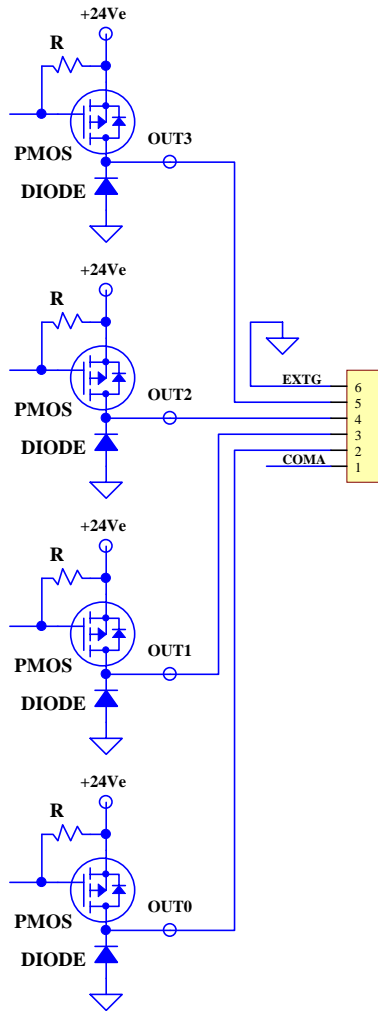 +24Ve
R
OUT3
PMOS
DIODE
+24Ve
R
EXTG
6
5
OUT2
4
PMOS
3
DIODE
2
COMA
1
+24Ve
R
OUT1
PMOS
DIODE
+24Ve
R
OUT0
PMOS
DIODE